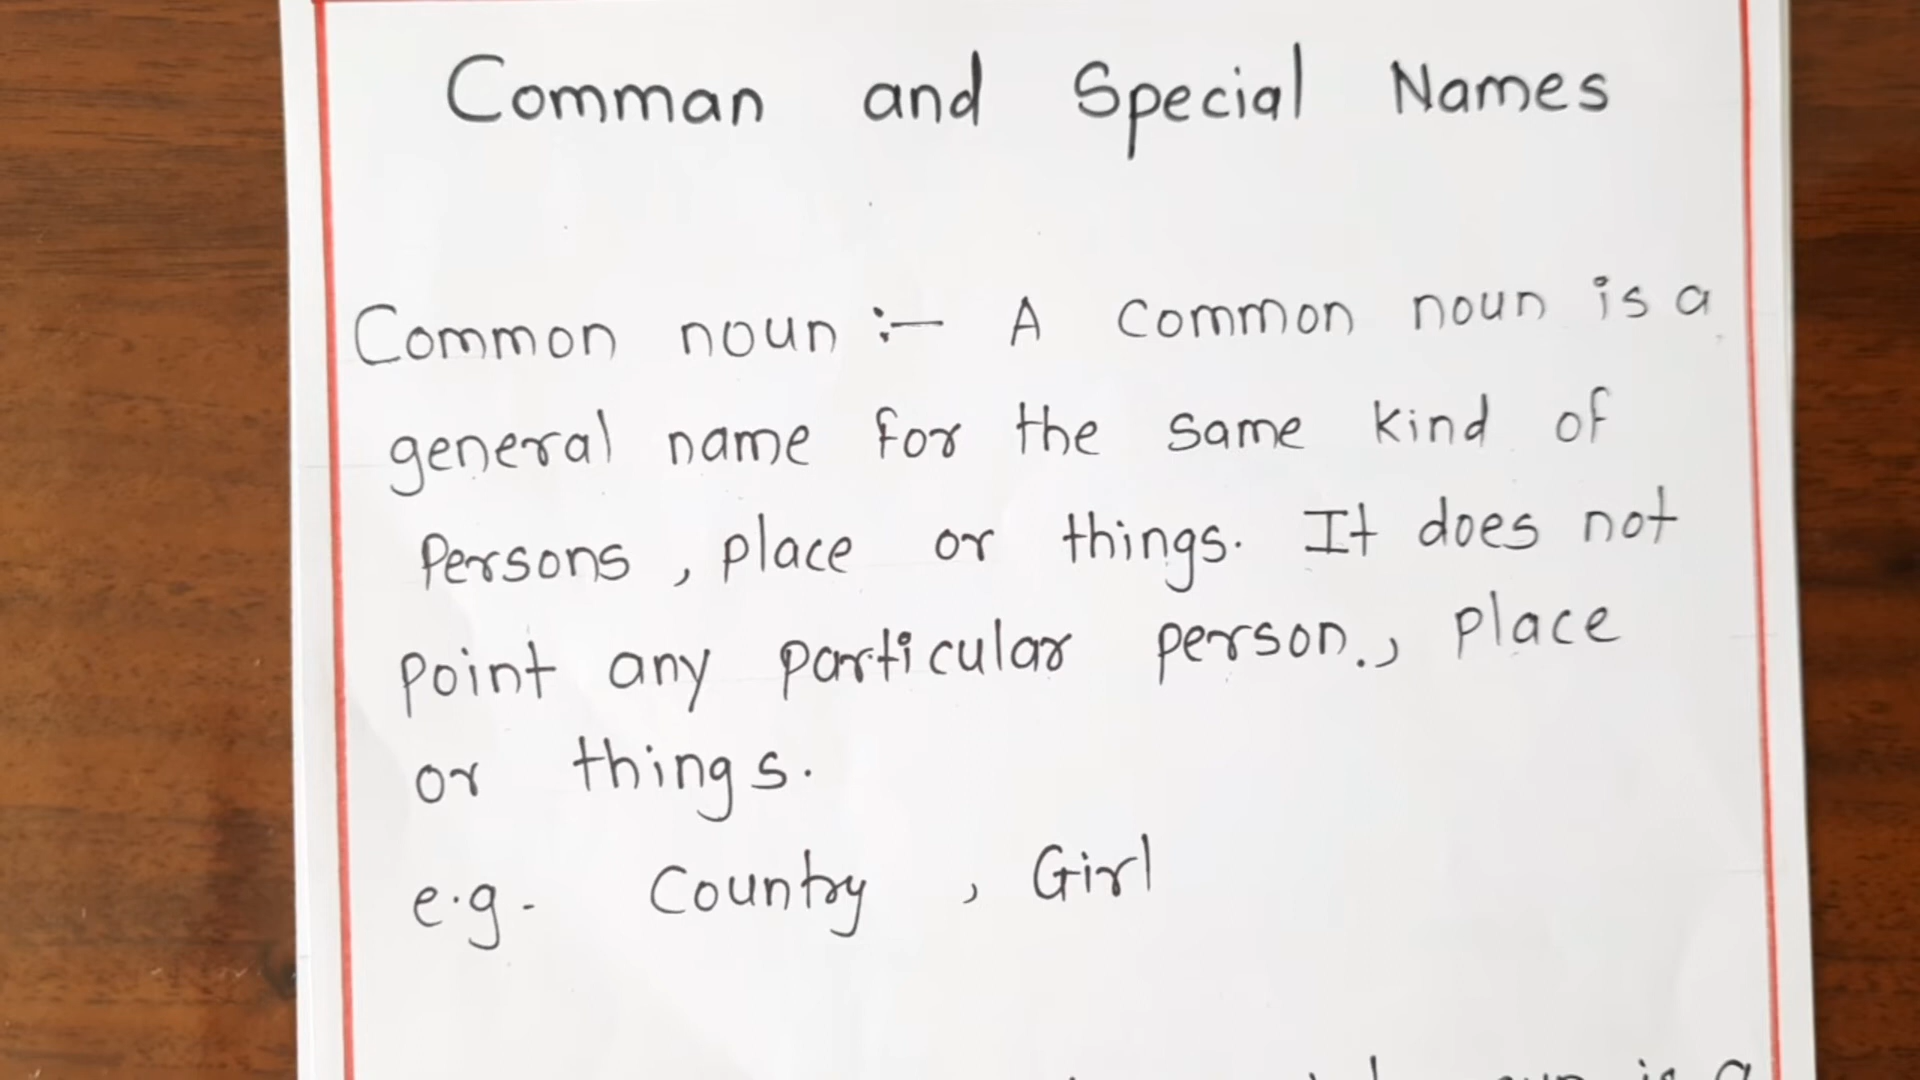 Comman and Special Names
Common noun :- A common noun is a
general name for the same kind of
Persons , place or things. It does not
point any particular person., place
or things.
e.g. Country , Girl
is a